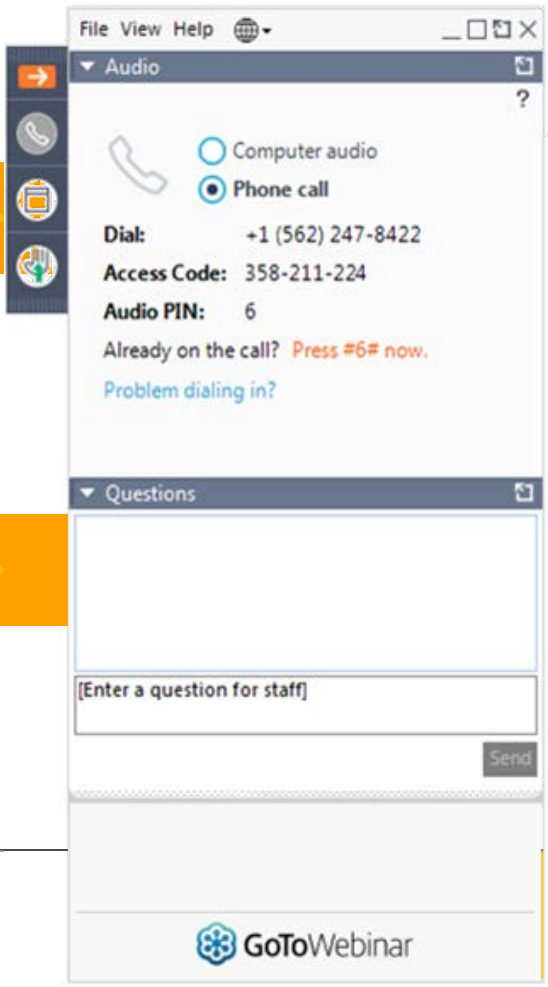 File View Help
Audio
?
Computer audio
Phone call
Dial: +1 (562) 247-8422
Access Code: 358-211-224
Audio PIN: 6
Already on the call? Press #6# now.
Problem dialing in?
Questions
[Enter a question for staff]
Send
GoToWebinar